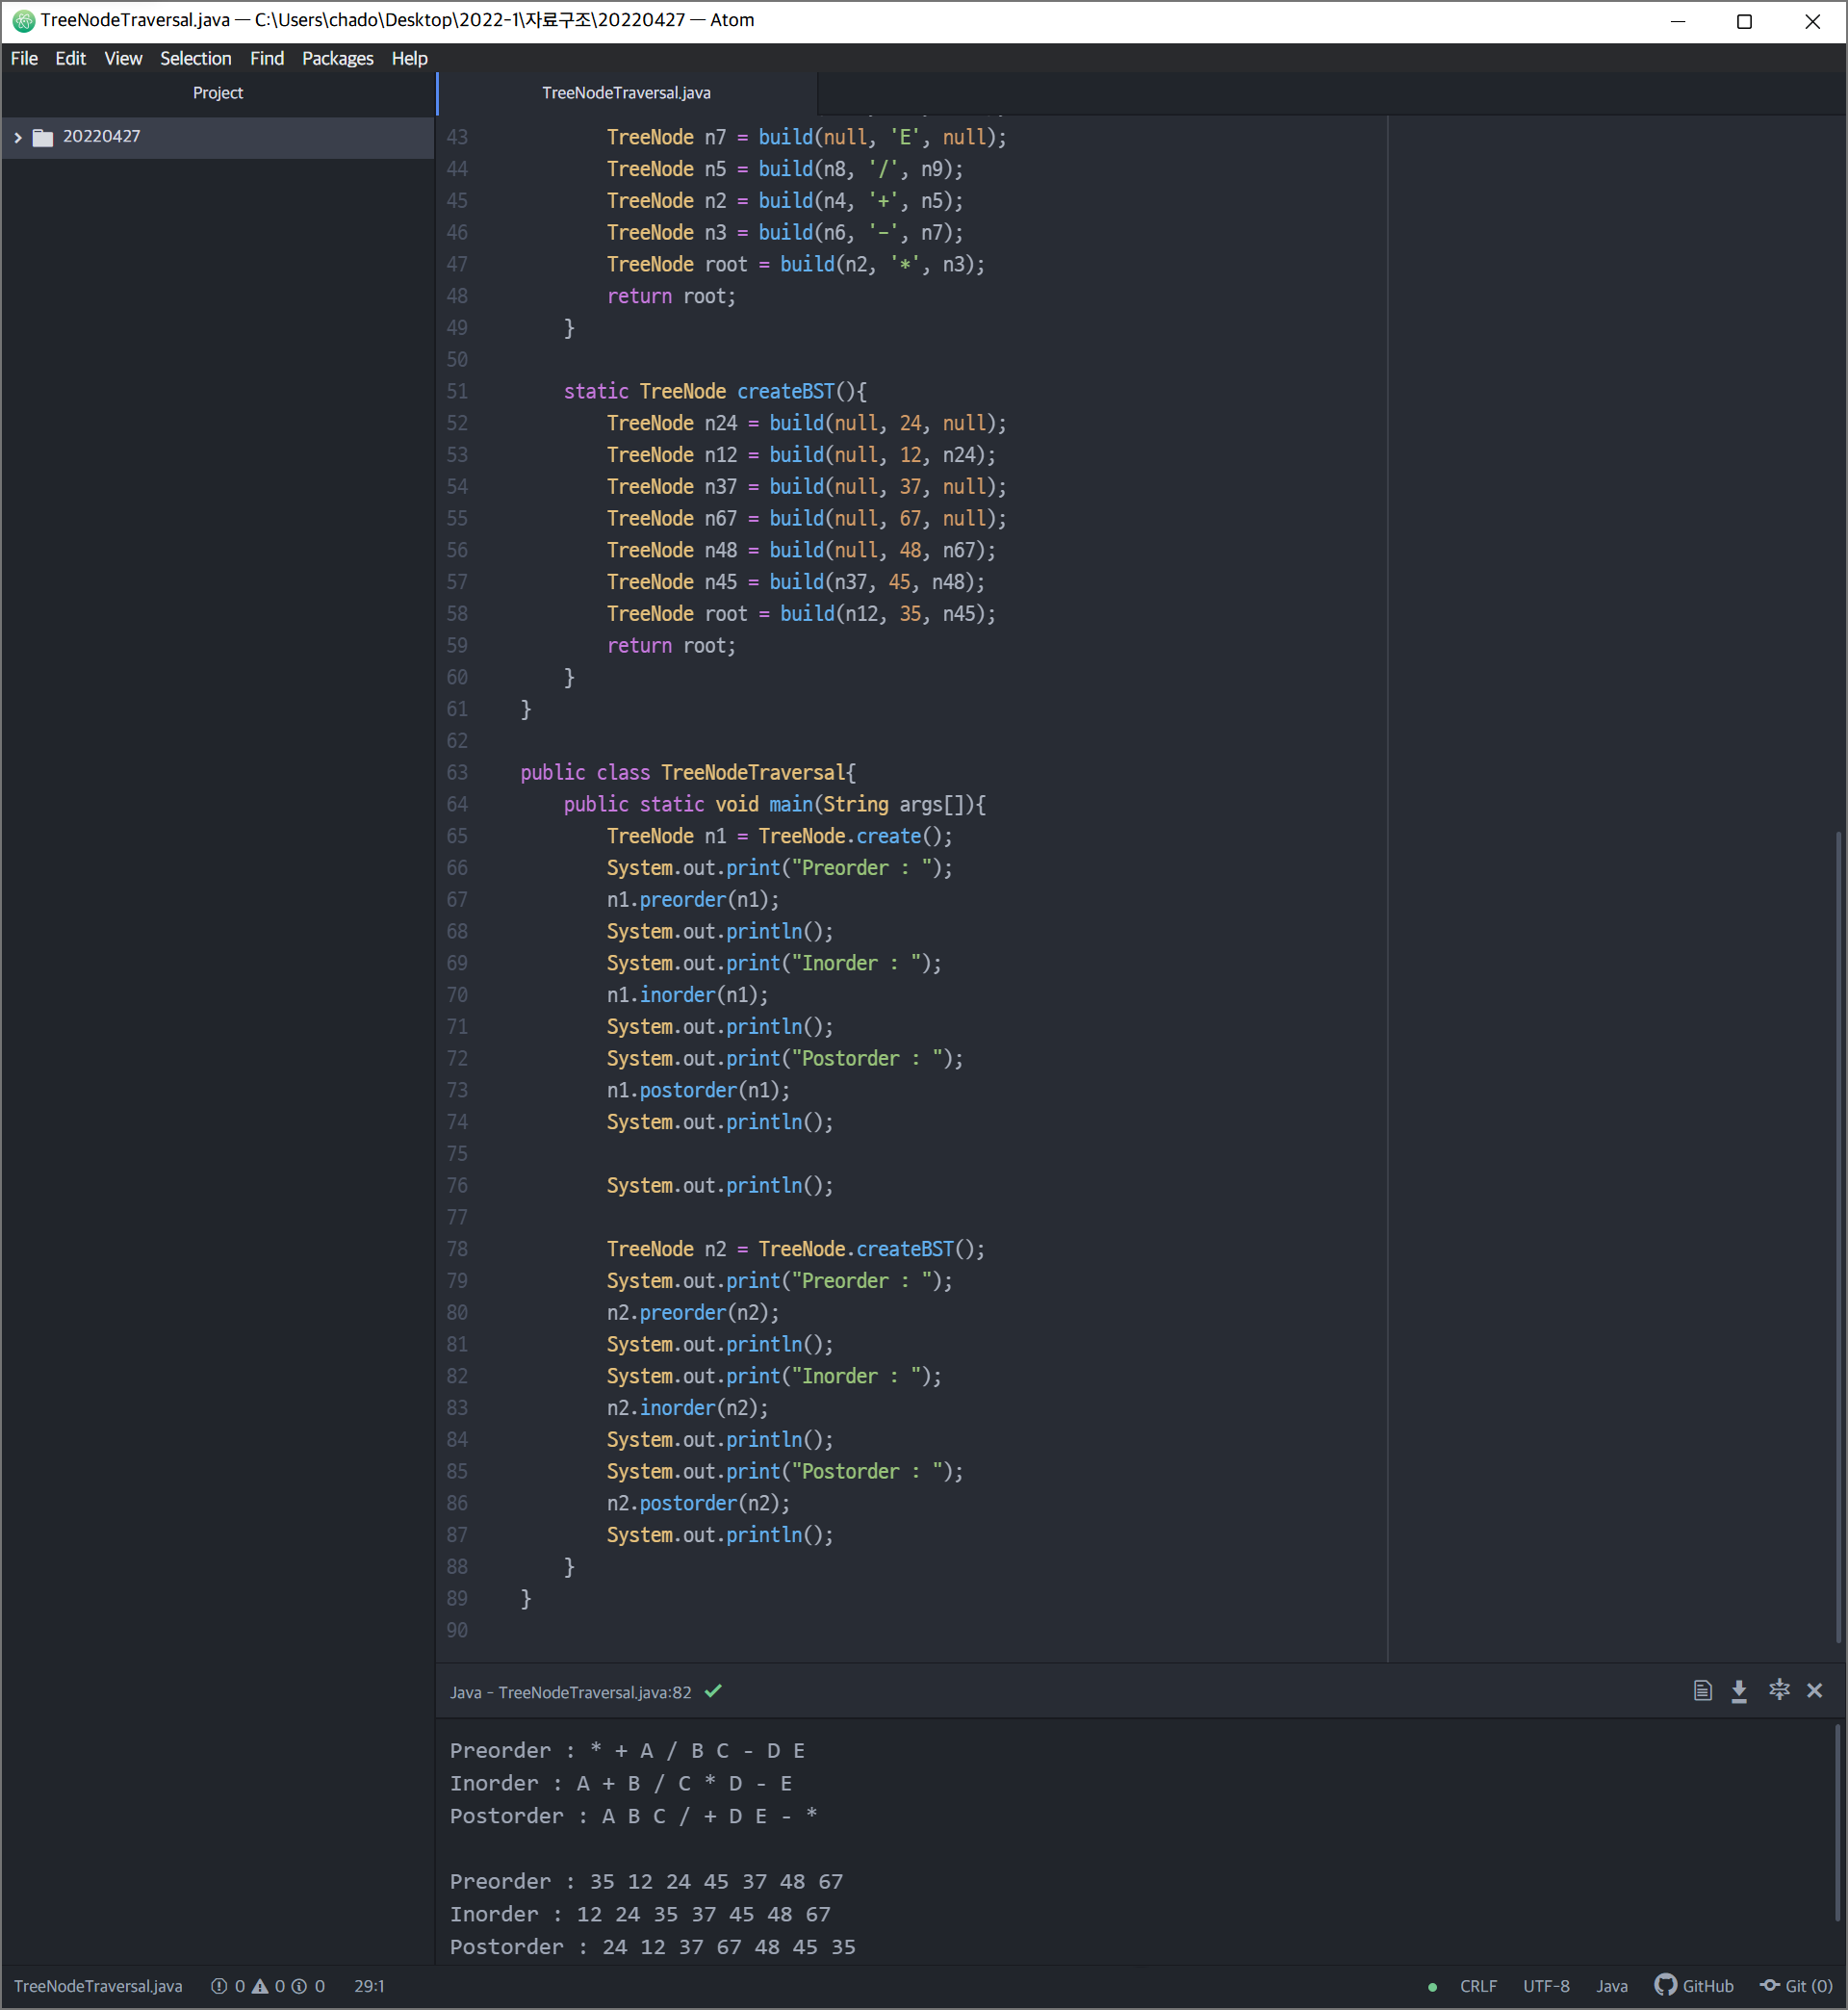 TreeNodeTraversal.java — C:\Users\chado\Desktop\2022-1\자료구조\20220427 — Atom
File Edit View Selection Find Packages Help
Project
TreeNodeTraversal.java
20220427
43 TreeNode n7 = build(null, 'E', null);
44 TreeNode n5 = build(n8, '/', n9);
45 TreeNode n2 = build(n4, '+', n5);
46 TreeNode n3 = build(n6, '-', n7);
47 TreeNode root = build(n2, '*', n3);
48 return root;
49 }
50
51 static TreeNode createBST(){
52 TreeNode n24 = build(null, 24, null);
53 TreeNode n12 = build(null, 12, n24);
54 TreeNode n37 = build(null, 37, null);
55 TreeNode n67 = build(null, 67, null);
56 TreeNode n48 = build(null, 48, n67);
57 TreeNode n45 = build(n37, 45, n48);
58 TreeNode root = build(n12, 35, n45);
59 return root;
60 }
61 }
62
63 public class TreeNodeTraversal{
64 public static void main(String args[]){
65 TreeNode n1 = TreeNode.create();
66 System.out.print("Preorder : ");
67 n1.preorder(n1);
68 System.out.println();
69 System.out.print("Inorder : ");
70 n1.inorder(n1);
71 System.out.println();
72 System.out.print("Postorder : ");
73 n1.postorder(n1);
74 System.out.println();
75
76 System.out.println();
77
78 TreeNode n2 = TreeNode.createBST();
79 System.out.print("Preorder : ");
80 n2.preorder(n2);
81 System.out.println();
82 System.out.print("Inorder : ");
83 n2.inorder(n2);
84 System.out.println();
85 System.out.print("Postorder : ");
86 n2.postorder(n2);
87 System.out.println();
88 }
89 }
90
Java - TreeNodeTraversal.java:82
Preorder : * + A / B C - D E
Inorder : A + B / C * D - E
Postorder : A B C / + D E - *
Preorder : 35 12 24 45 37 48 67
Inorder : 12 24 35 37 45 48 67
Postorder : 24 12 37 67 48 45 35
TreeNodeTraversal.java 0 0 0 29:1 CRLF UTF-8 Java GitHub Git (0)